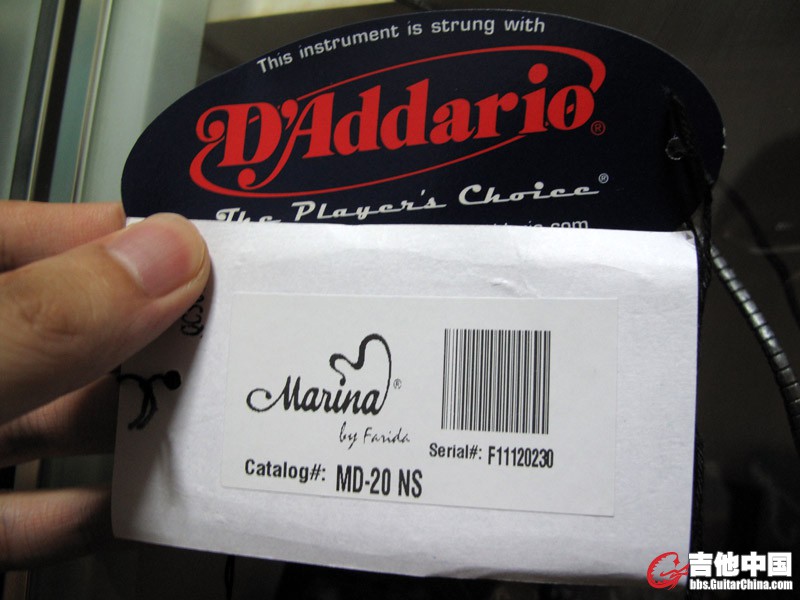 This instrument is strung with
D'Addario®
The Player's Choice®
Marina®
by Farida
Serial#: F11120230
Catalog#: MD-20 NS
吉他中国
bbs.GuitarChina.com